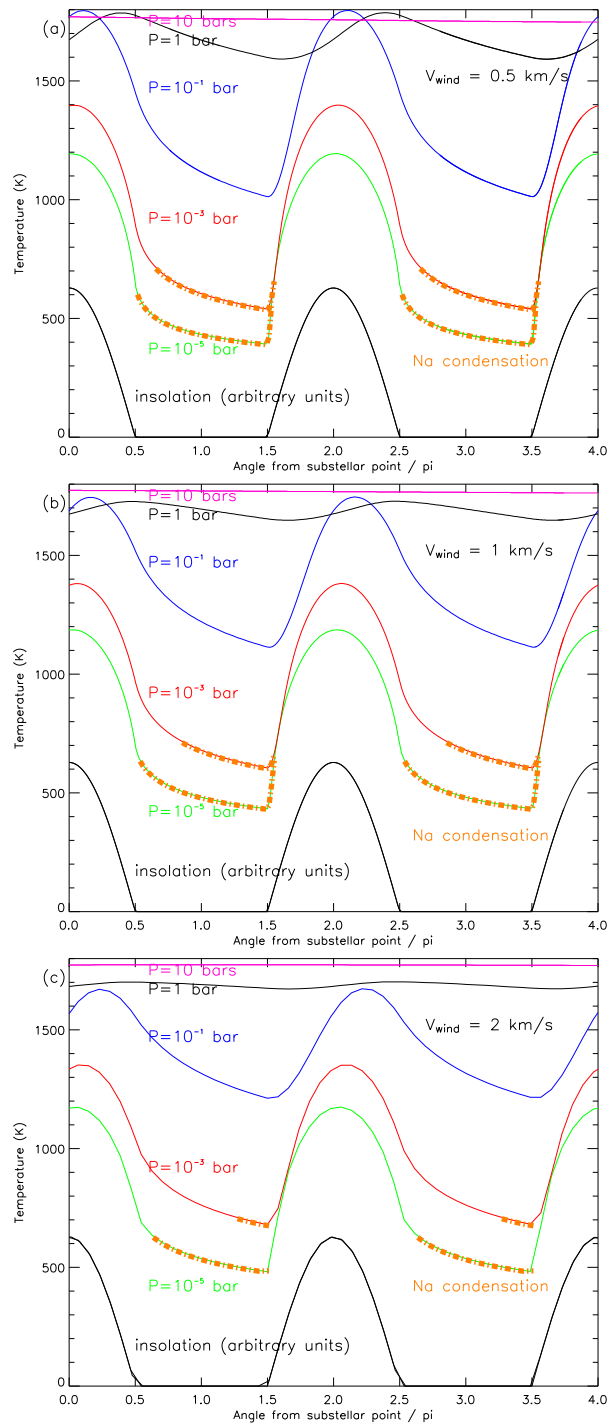 (a)
P=10 bars
P=1 bar
V_wind = 0.5 km/s
P=10⁻¹ bar
P=10⁻³ bar
P=10⁻⁵ bar
Na condensation
insolation (arbitrary units)
Temperature (K)
1500
1000
500
0
0.0 0.5 1.0 1.5 2.0 2.5 3.0 3.5 4.0
Angle from substellar point / pi
(b)
P=10 bars
P=1 bar
V_wind = 1 km/s
P=10⁻¹ bar
P=10⁻³ bar
P=10⁻⁵ bar
Na condensation
insolation (arbitrary units)
Temperature (K)
1500
1000
500
0
0.0 0.5 1.0 1.5 2.0 2.5 3.0 3.5 4.0
Angle from substellar point / pi
(c)
P=10 bars
P=1 bar
V_wind = 2 km/s
P=10⁻¹ bar
P=10⁻³ bar
P=10⁻⁵ bar
Na condensation
insolation (arbitrary units)
Temperature (K)
1500
1000
500
0
0.0 0.5 1.0 1.5 2.0 2.5 3.0 3.5 4.0
Angle from substellar point / pi